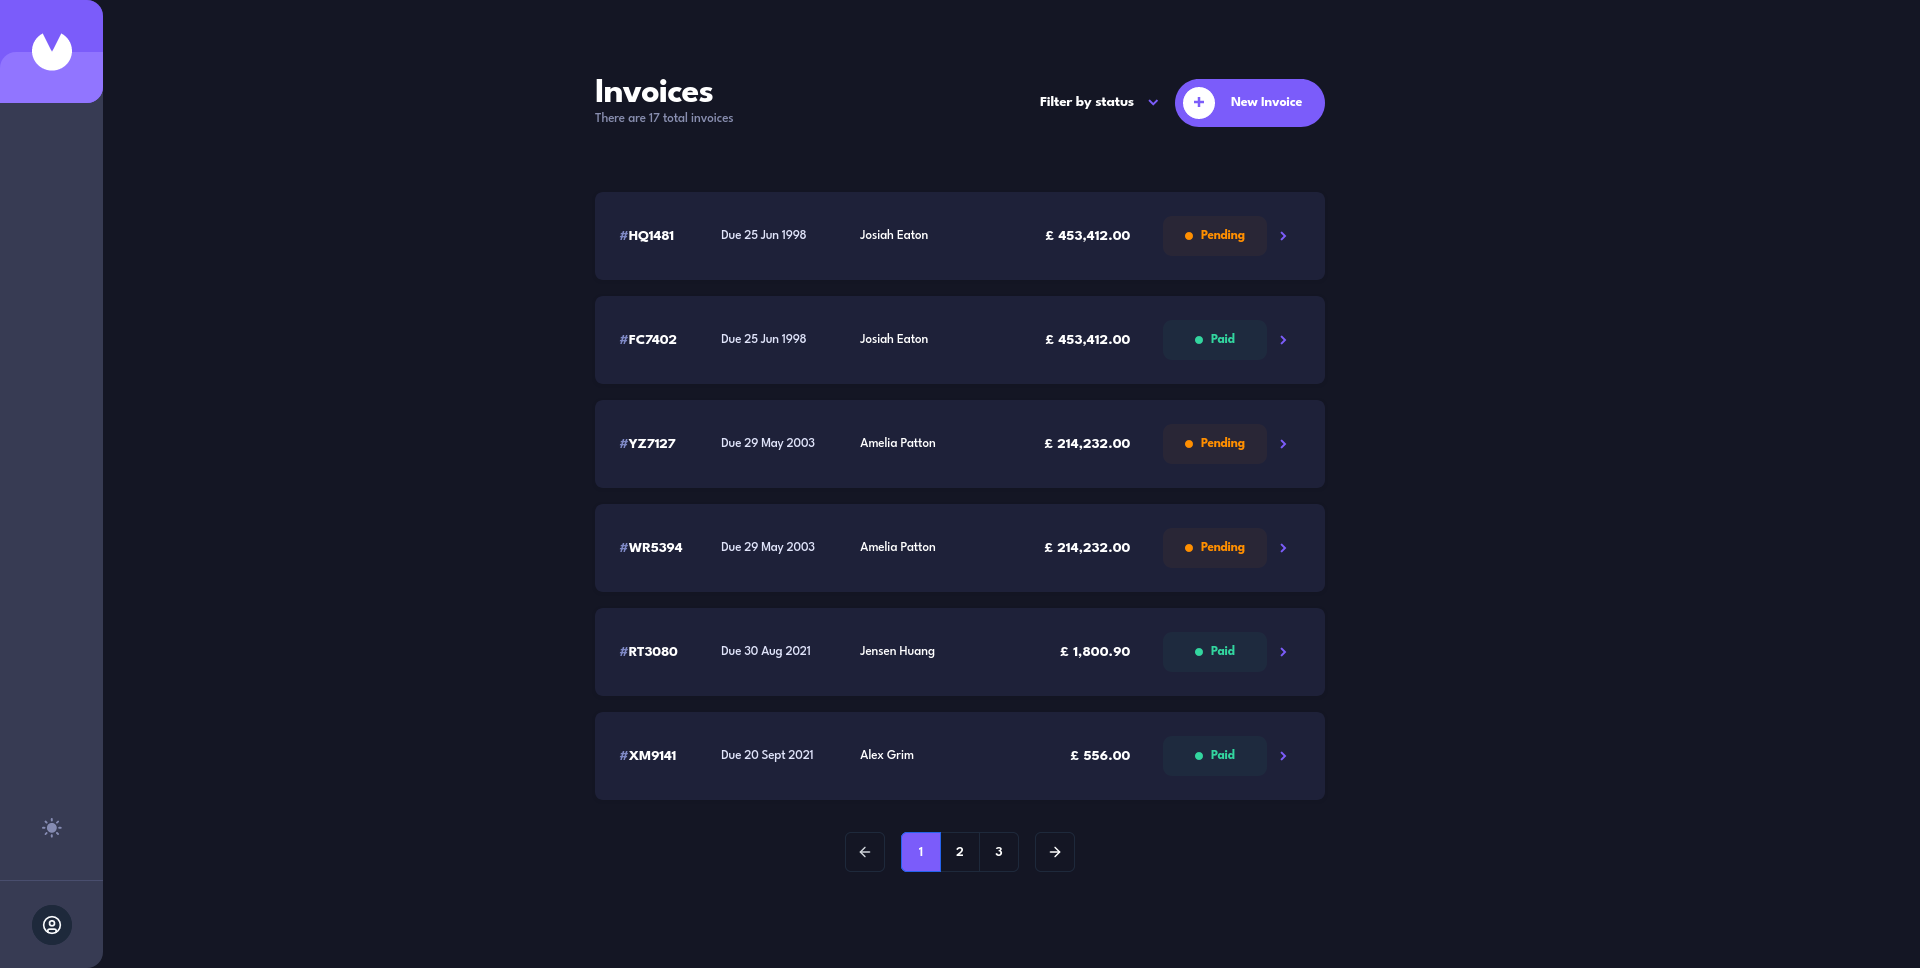 Invoices
There are 17 total invoices
Filter by status
New Invoice
#HQ1481 Due 25 Jun 1998 Josiah Eaton £ 453,412.00 Pending
#FC7402 Due 25 Jun 1998 Josiah Eaton £ 453,412.00 Paid
#YZ7127 Due 29 May 2003 Amelia Patton £ 214,232.00 Pending
#WR5394 Due 29 May 2003 Amelia Patton £ 214,232.00 Pending
#RT3080 Due 30 Aug 2021 Jensen Huang £ 1,800.90 Paid
#XM9141 Due 20 Sept 2021 Alex Grim £ 556.00 Paid
1 2 3